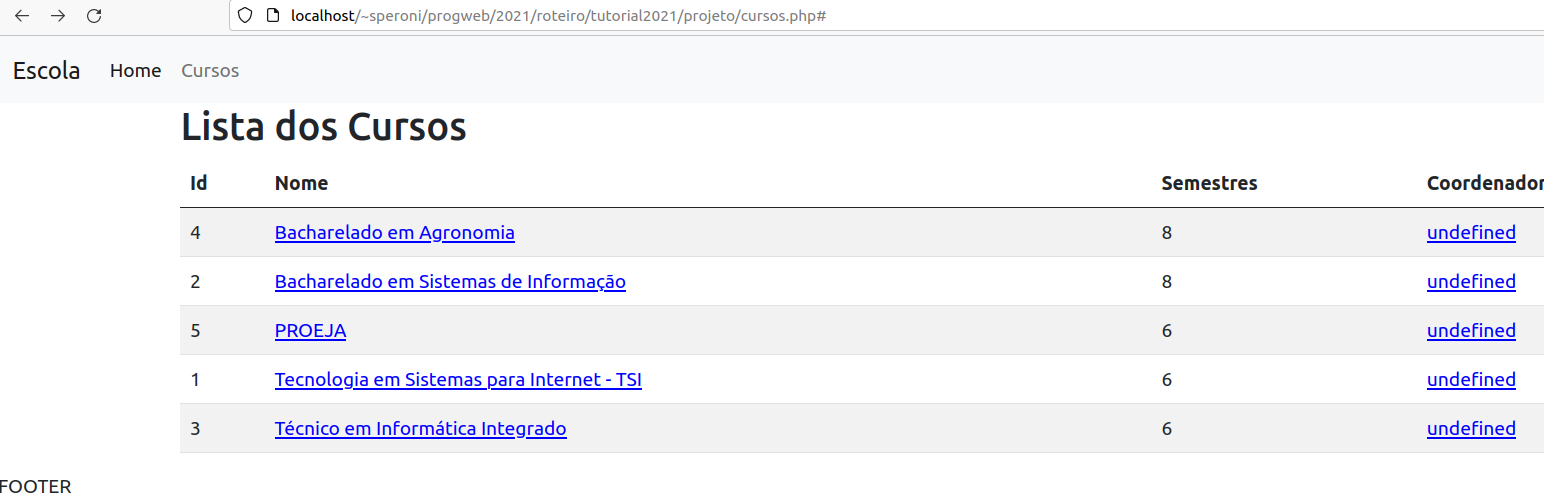 localhost/~speroni/progweb/2021/roteiro/tutorial2021/projeto/cursos.php#
Escola Home Cursos
Lista dos Cursos
Id Nome Semestres Coordenador
4 Bacharelado em Agronomia 8 undefined
2 Bacharelado em Sistemas de Informação 8 undefined
5 PROEJA 6 undefined
1 Tecnologia em Sistemas para Internet - TSI 6 undefined
3 Técnico em Informática Integrado 6 undefined
FOOTER